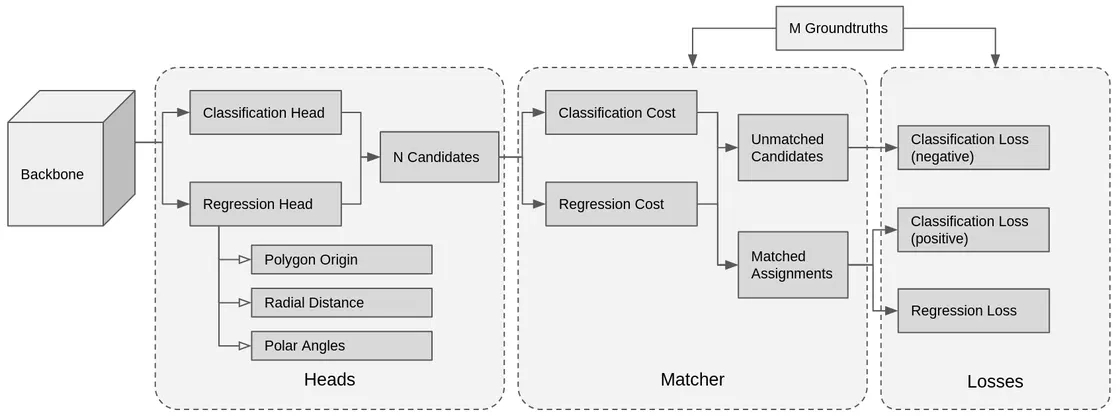 M Groundtruths
Backbone
Classification Head
Regression Head
N Candidates
Polygon Origin
Radial Distance
Polar Angles
Heads
Classification Cost
Regression Cost
Unmatched
Candidates
Matched
Assignments
Matcher
Classification Loss
(negative)
Classification Loss
(positive)
Regression Loss
Losses